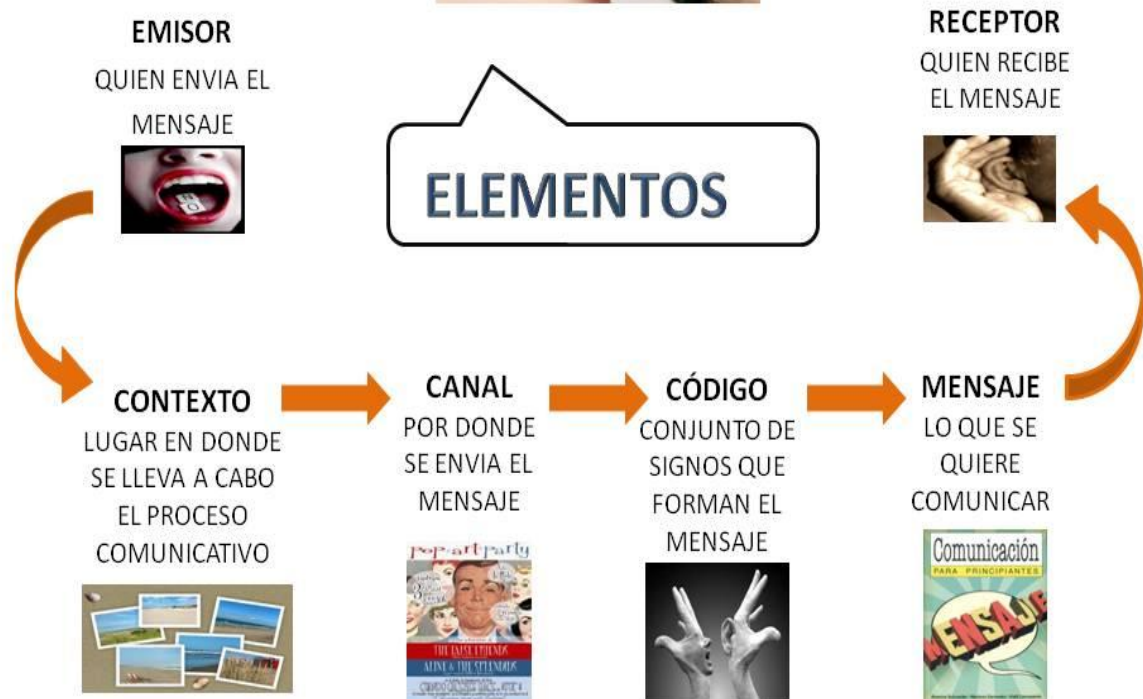 EMISOR
QUIEN ENVIA EL
MENSAJE
ELEMENTOS
RECEPTOR
QUIEN RECIBE
EL MENSAJE
CONTEXTO
LUGAR EN DONDE
SE LLEVA A CABO
EL PROCESO
COMUNICATIVO
CANAL
POR DONDE
SE ENVIA EL
MENSAJE
pop-art-party
THE FALSE FRIENDS
ALINE & THE SPLENDIDS
CÓDIGO
CONJUNTO DE
SIGNOS QUE
FORMAN EL
MENSAJE
MENSAJE
LO QUE SE
QUIERE
COMUNICAR
Comunicación
PARA PRINCIPIANTES
MENSAJE